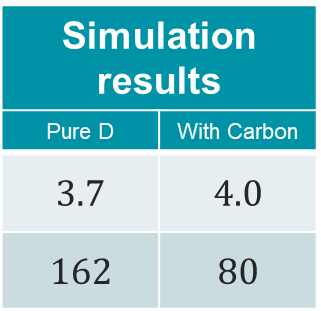 Simulation
results
Pure D With Carbon
3.7 4.0
162 80